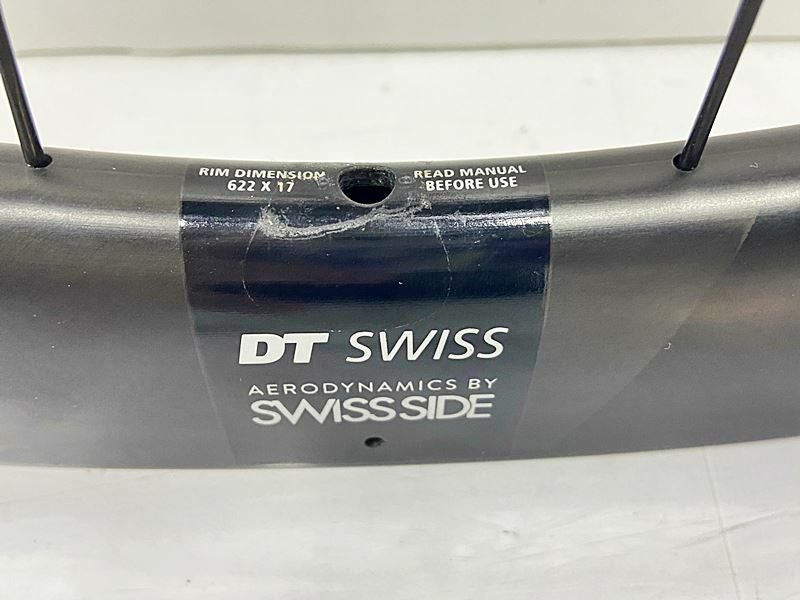 RIM DIMENSION
622 X 17
READ MANUAL
BEFORE USE
DT SWISS
AERODYNAMICS BY
SWISSSIDE